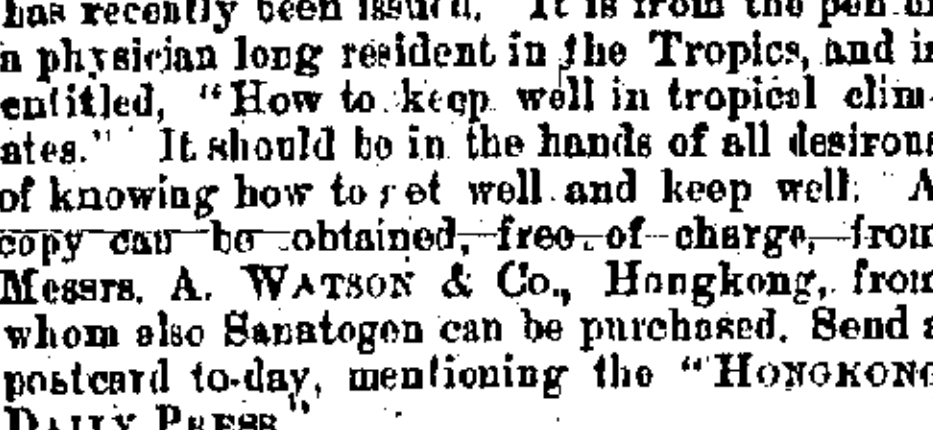 has recently been issued. It is from the pen of
a physician long resident in the Tropics, and is
entitled, "How to keep well in tropical clim-
ates." It should be in the hands of all desirous
of knowing how to get well and keep well. A
copy can be obtained, free of charge, from
Messrs. A. WATSON & Co., Hongkong, from
whom also Sanatogen can be purchased. Send a
postcard to-day, mentioning the "HONGKONG
DAILY PRESS"